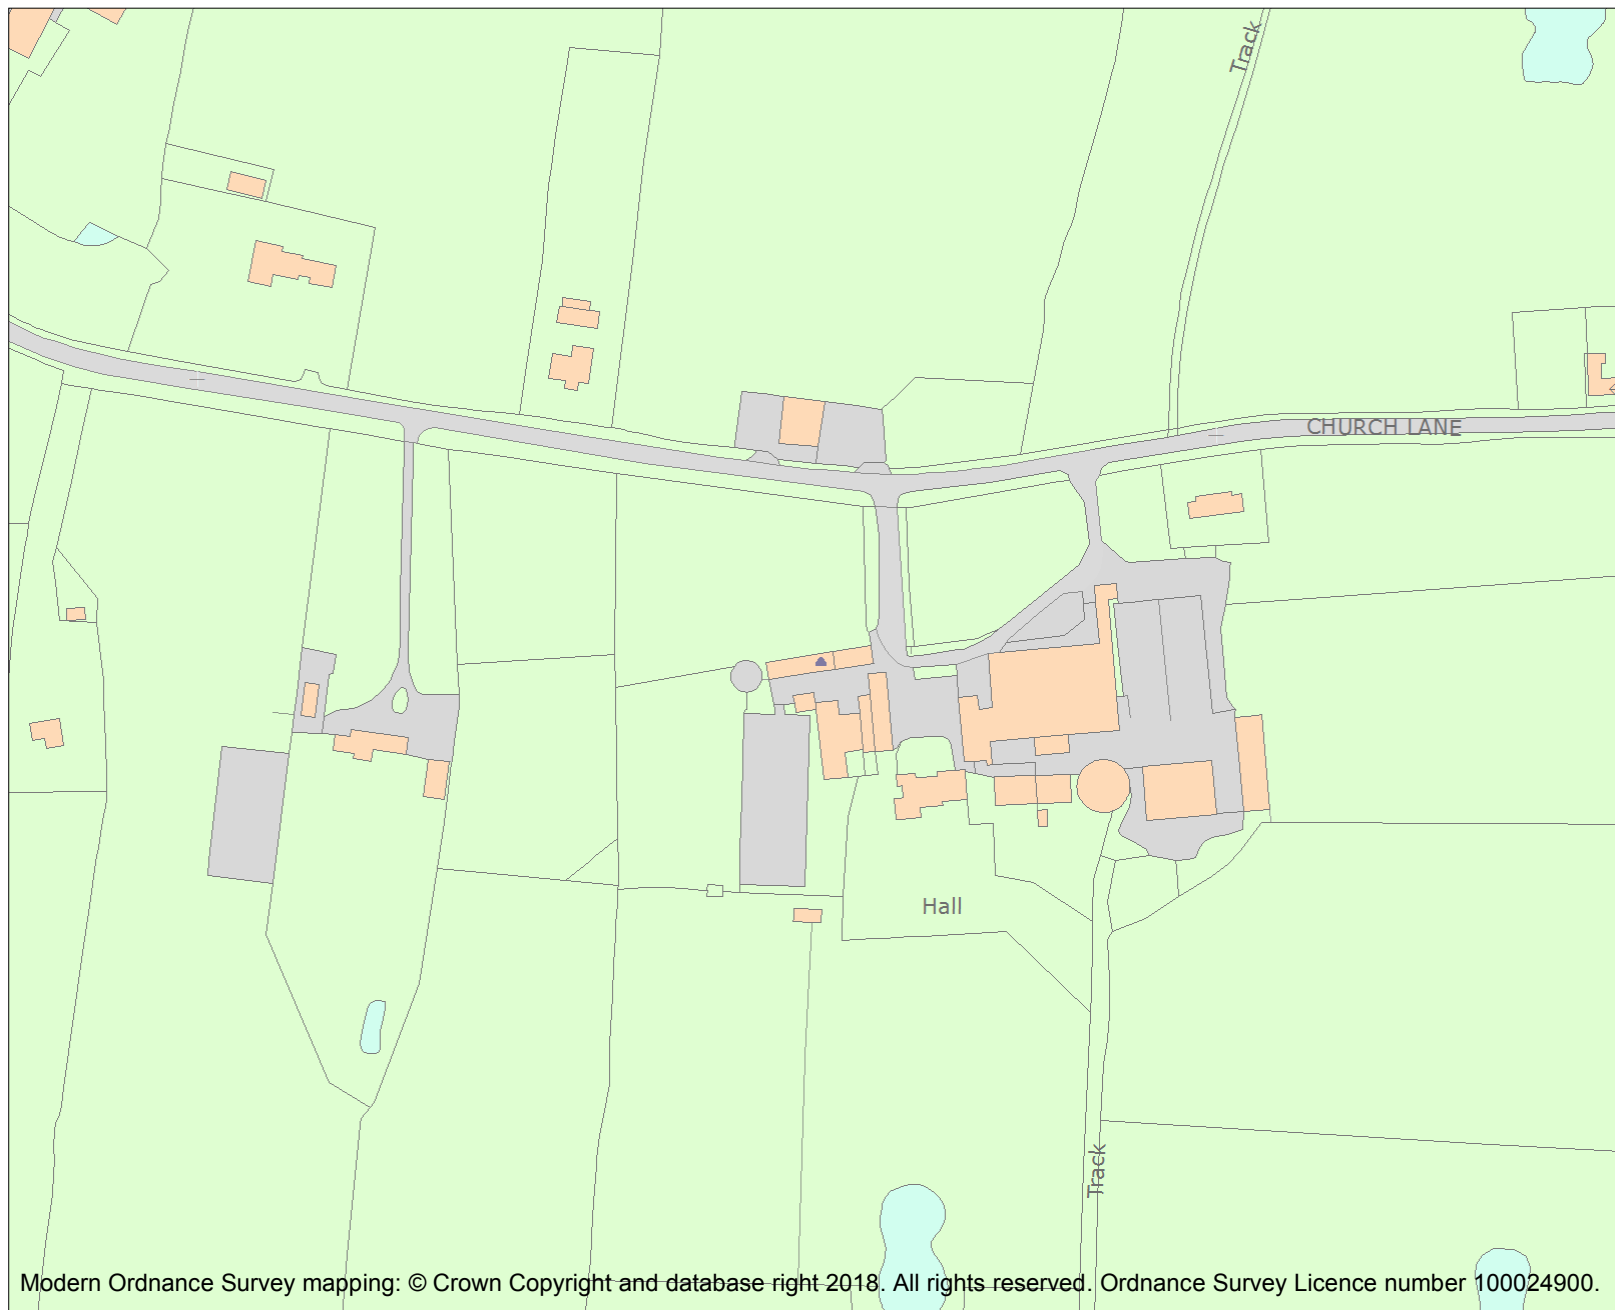 Track
CHURCH LANE
Hall
Track
Modern Ordnance Survey mapping: © Crown Copyright and database right 2018. All rights reserved. Ordnance Survey Licence number 100024900.